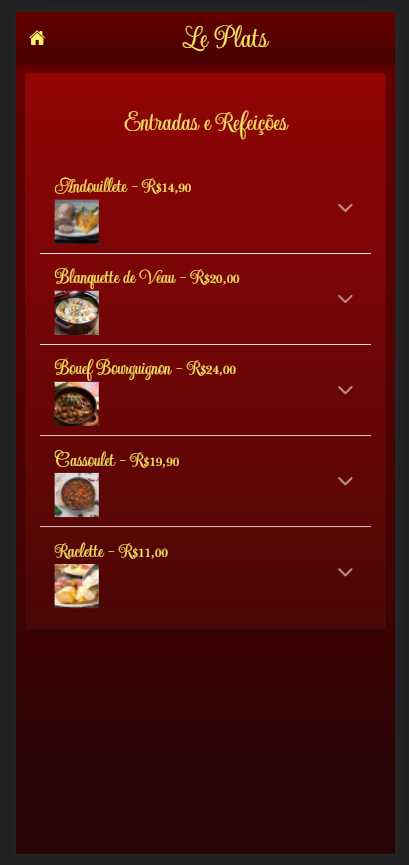 Le Plats
Entradas e Refeições
Andouillete - R$14,90
Blanquette de Veau - R$20,00
Bouef Bourguignon - R$24,00
Cassoulet - R$19,90
Raclette - R$11,00